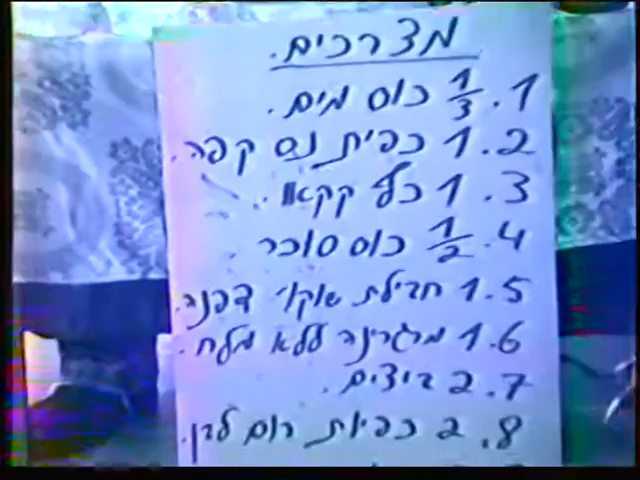 מצרכים.
1. 1/3 כוס מים.
2. 1 כפית נס קפה.
3. 1 כף קקאו.
4. 1/2 כוס סוכר.
5. 1 חבילת שוקו' דפנה.
6. 1 מרגרינה ללא מלח.
7. 2 ביצים.
8. 2 כפיות רום לבן.